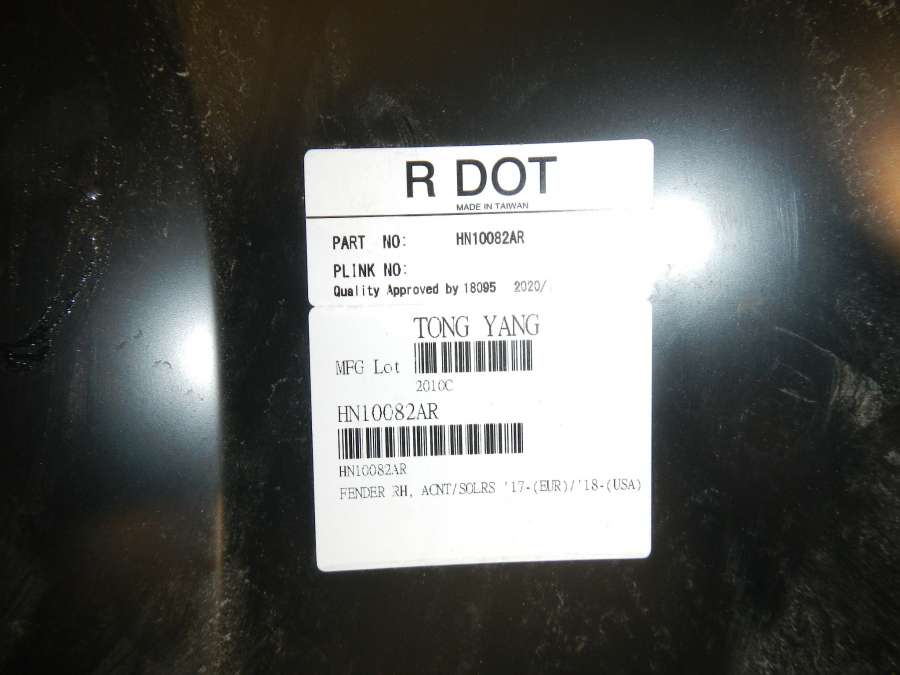 R DOT
MADE IN TAIWAN
PART NO: HN10082AR
PLINK NO:
Quality Approved by 18095 2020/
TONG YANG
MFG Lot
2010C
HN10082AR
HN10082AR
FENDER RH, ACNT/SOLRS '17-(EUR)/'18-(USA)